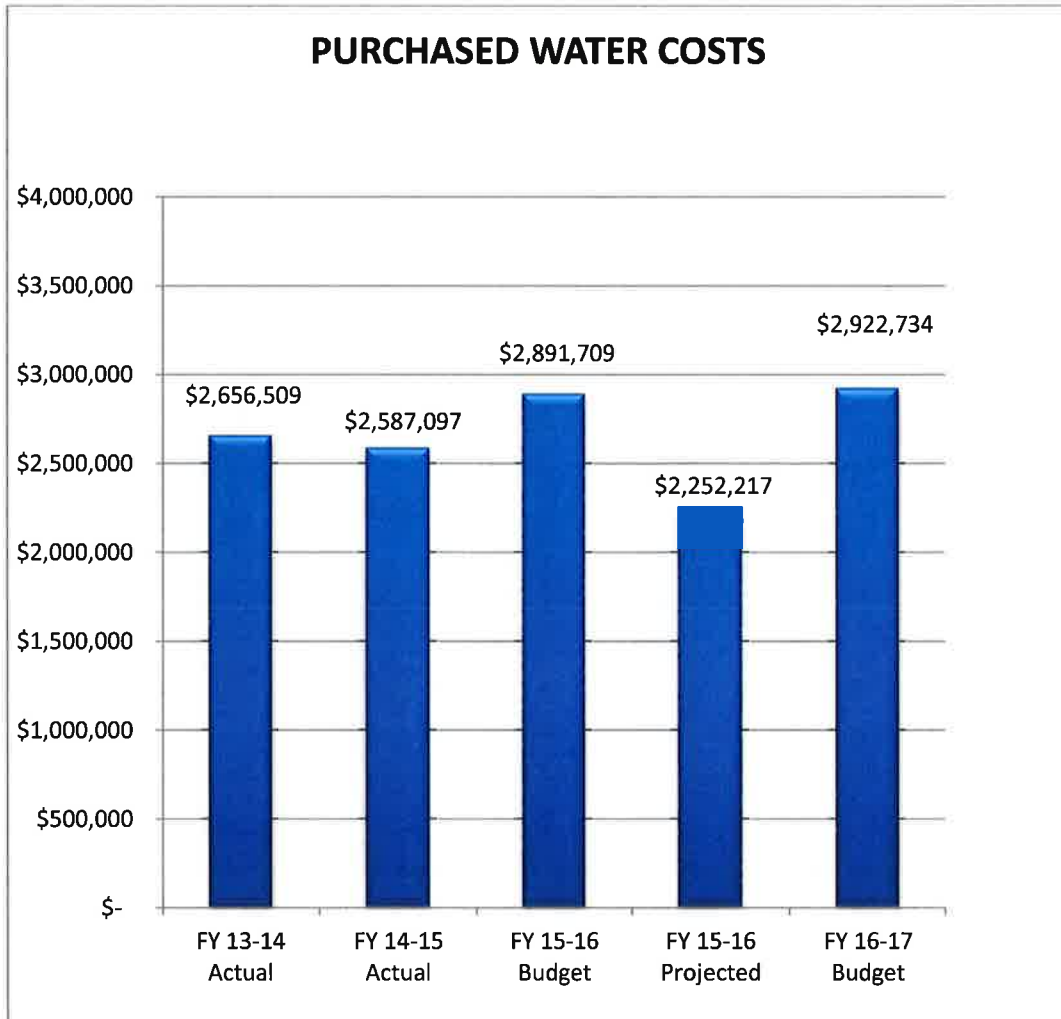 PURCHASED WATER COSTS
$4,000,000
$3,500,000
$3,000,000
$2,500,000
$2,000,000
$1,500,000
$1,000,000
$500,000
$-
$2,656,509
$2,587,097
$2,891,709
$2,252,217
$2,922,734
FY 13-14
Actual
FY 14-15
Actual
FY 15-16
Budget
FY 15-16
Projected
FY 16-17
Budget